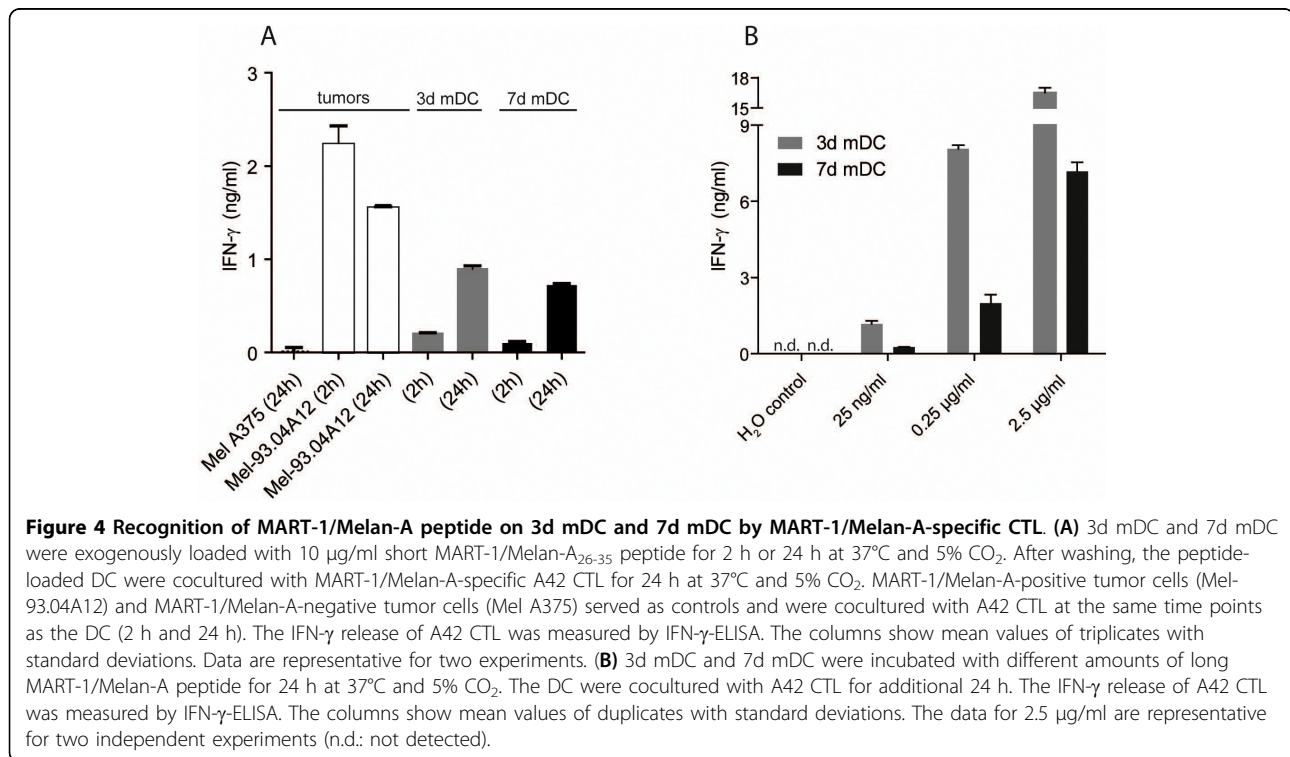 A
B
3
2
1
0
IFN-γ (ng/ml)
tumors
3d mDC
7d mDC
Mel A375 (24h)
Mel-93.04A12 (2h)
Mel-93.04A12 (24h)
(2h)
(24h)
(2h)
(24h)
18
15
9
6
3
0
IFN-γ (ng/ml)
3d mDC
7d mDC
n.d. n.d.
H₂O control
25 ng/ml
0.25 µg/ml
2.5 µg/ml
Figure 4 Recognition of MART-1/Melan-A peptide on 3d mDC and 7d mDC by MART-1/Melan-A-specific CTL. (A) 3d mDC and 7d mDC
were exogenously loaded with 10 μg/ml short MART-1/Melan-A₂₆₋₃₅ peptide for 2 h or 24 h at 37°C and 5% CO₂. After washing, the peptide-
loaded DC were cocultured with MART-1/Melan-A-specific A42 CTL for 24 h at 37°C and 5% CO₂. MART-1/Melan-A-positive tumor cells (Mel-
93.04A12) and MART-1/Melan-A-negative tumor cells (Mel A375) served as controls and were cocultured with A42 CTL at the same time points
as the DC (2 h and 24 h). The IFN-γ release of A42 CTL was measured by IFN-γ-ELISA. The columns show mean values of triplicates with
standard deviations. Data are representative for two experiments. (B) 3d mDC and 7d mDC were incubated with different amounts of long
MART-1/Melan-A peptide for 24 h at 37°C and 5% CO₂. The DC were cocultured with A42 CTL for additional 24 h. The IFN-γ release of A42 CTL
was measured by IFN-γ-ELISA. The columns show mean values of duplicates with standard deviations. The data for 2.5 μg/ml are representative
for two independent experiments (n.d.: not detected).